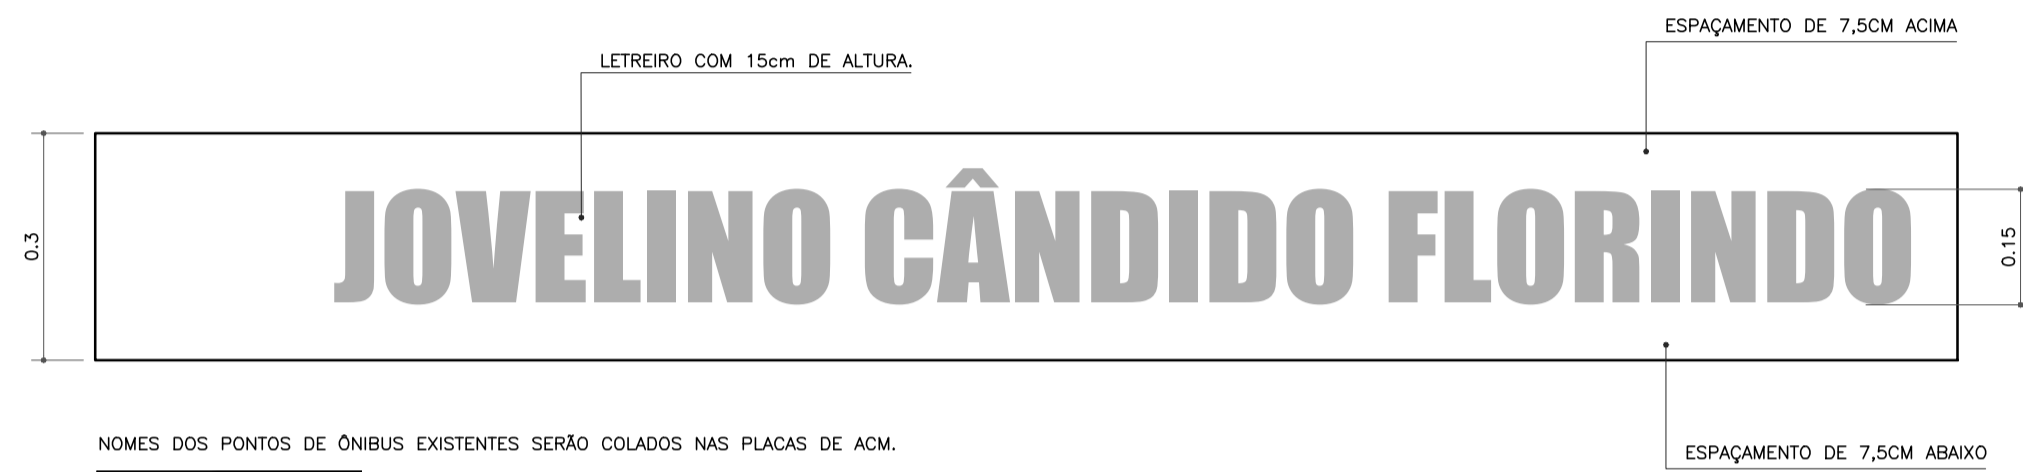 ESPAÇAMENTO DE 7,5CM ACIMA
LETREIRO COM 15cm DE ALTURA.
JOVELINO CÂNDIDO FLORINDO
0.3
0.15
NOMES DOS PONTOS DE ÔNIBUS EXISTENTES SERÃO COLADOS NAS PLACAS DE ACM.
ESPAÇAMENTO DE 7,5CM ABAIXO